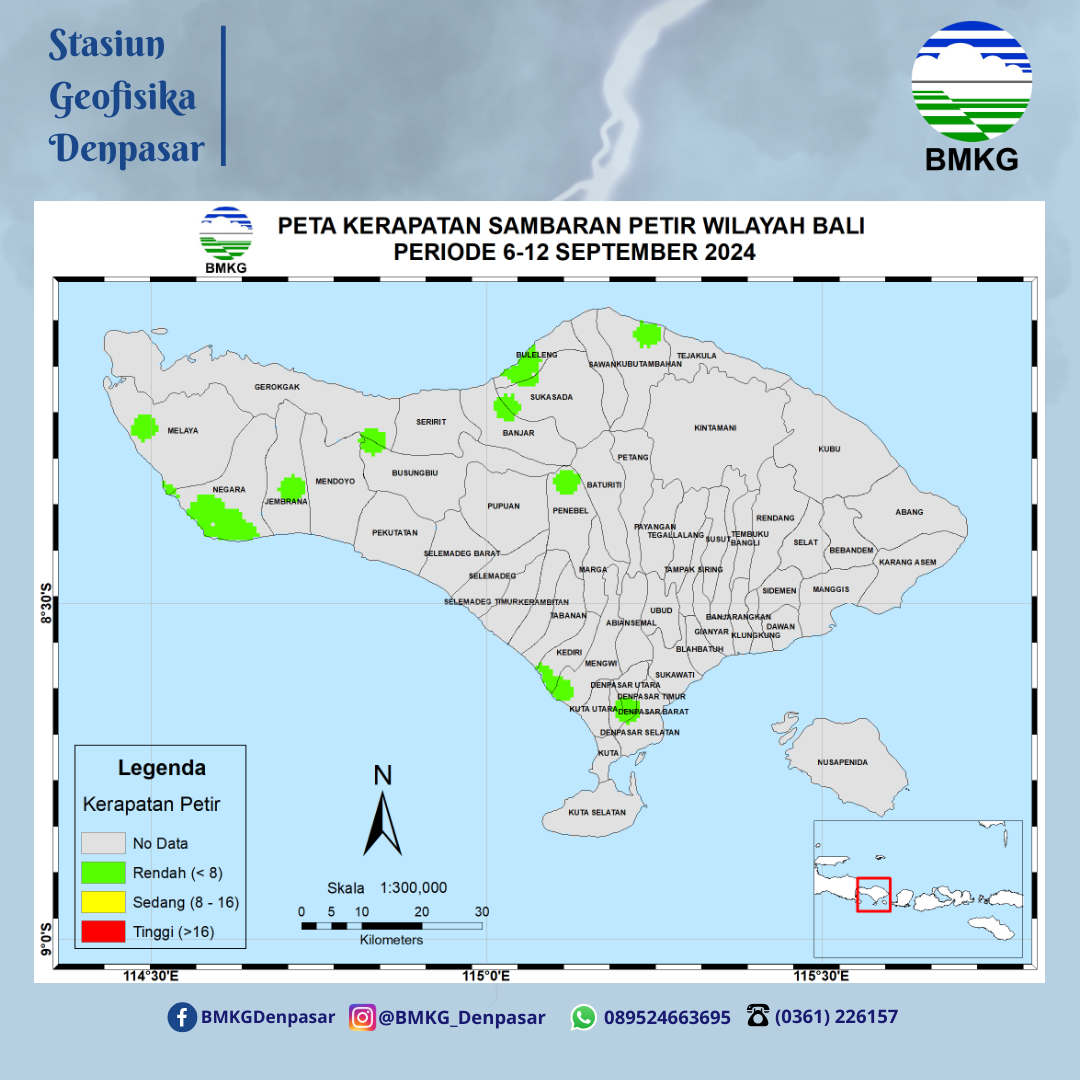 Stasiun
Geofisika
Denpasar
BMKG
BMKG
PETA KERAPATAN SAMBARAN PETIR WILAYAH BALI
PERIODE 6-12 SEPTEMBER 2024
BULELENG
SAWAN
KUBUTAMBAHAN
TEJAKULA
GEROKGAK
SUKASADA
SERIRIT
MELAYA
BANJAR
KINTAMANI
KUBU
PETANG
BUSUNGBIU
MENDOYO
BATURITI
NEGARA
JEMBRANA
PUPUAN
PENEBEL
ABANG
RENDANG
PAYANGAN
TEGALLALANG
SUSUT
TEMBUKU
BANGLI
PEKUTATAN
SELAT
BEBANDEM
SELEMADEG BARAT
KARANG ASEM
MARGA
TAMPAK SIRING
SELEMADEG
SIDEMEN
MANGGIS
SELEMADEG TIMUR
KERAMBITAN
TABANAN
UBUD
BANJARANGKAN
ABIANSEMAL
DAWAN
GIANYAR
KLUNGKUNG
BLAHBATUH
KEDIRI
MENGWI
SUKAWATI
DENPASAR UTARA
DENPASAR TIMUR
KUTA UTARA
DENPASAR BARAT
DENPASAR SELATAN
KUTA
NUSAPENIDA
KUTA SELATAN
8°30'S
9°0'S
Legenda
Kerapatan Petir
No Data
Rendah (< 8)
Sedang (8 - 16)
Tinggi (>16)
N
Skala 1:300,000
0 5 10 20 30
Kilometers
114°30'E 115°0'E 115°30'E
BMKGDenpasar @BMKG_Denpasar 089524663695 (0361) 226157